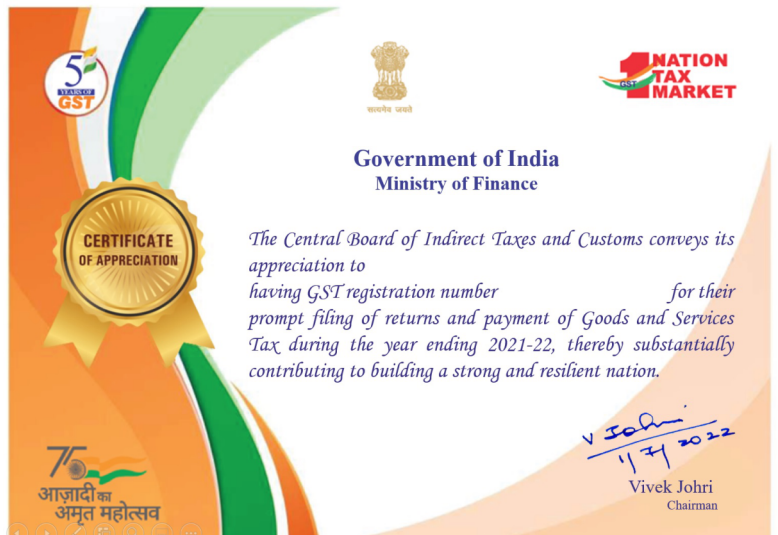 5
YEARS OF
GST
सत्यमेव जयते
GST
1
NATION
TAX
MARKET
Government of India
Ministry of Finance
CERTIFICATE
OF APPRECIATION
The Central Board of Indirect Taxes and Customs conveys its
appreciation to
having GST registration number for their
prompt filing of returns and payment of Goods and Services
Tax during the year ending 2021-22, thereby substantially
contributing to building a strong and resilient nation.
V Johri
1/7/2022
Vivek Johri
Chairman
75
आज़ादी का
अमृत महोत्सव